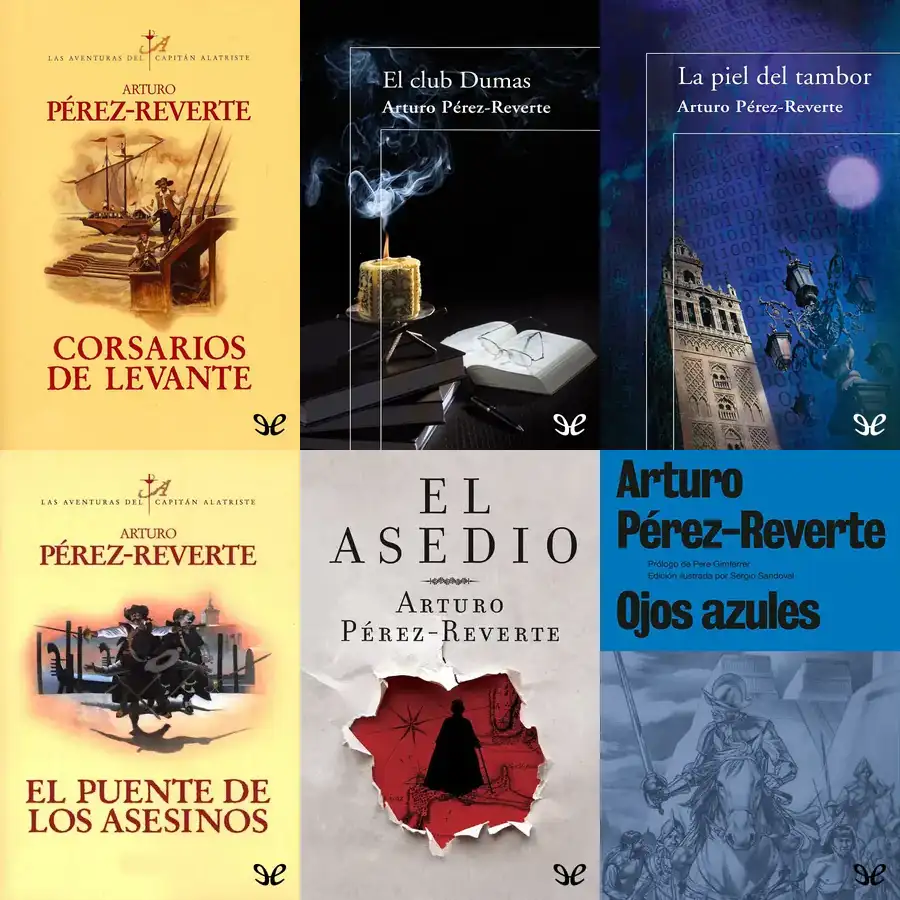 LAS AVENTURAS DEL CAPITÁN ALATRISTE
ARTURO
PÉREZ-REVERTE
CORSARIOS
DE LEVANTE
El club Dumas
Arturo Pérez-Reverte
La piel del tambor
Arturo Pérez-Reverte
LAS AVENTURAS DEL CAPITÁN ALATRISTE
ARTURO
PÉREZ-REVERTE
EL PUENTE DE
LOS ASESINOS
EL
ASEDIO
ARTURO
PÉREZ-REVERTE
Arturo
Pérez-Reverte
Prólogo de Pere Gimferrer
Edición ilustrada por Sergio Sandoval
Ojos azules